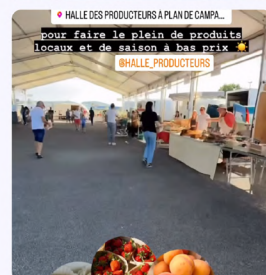 HALLE DES PRODUCTEURS À PLAN DE CAMPA...
pour faire le plein de produits
locaux et de saison à bas prix ☀️
@HALLE_PRODUCTEURS